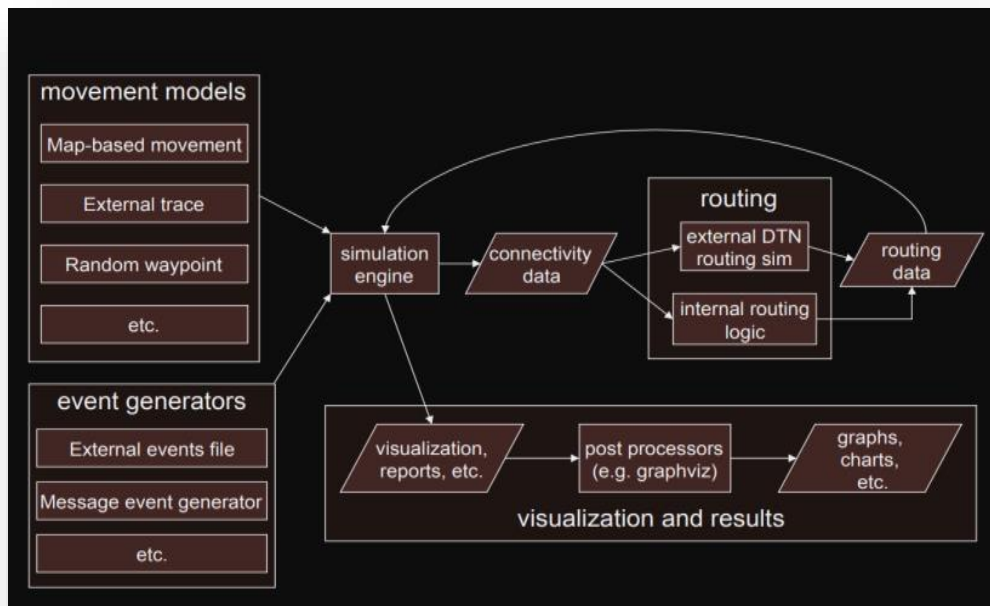 movement models
Map-based movement
External trace
Random waypoint
etc.
event generators
External events file
Message event generator
etc.
simulation
engine
connectivity
data
routing
external DTN
routing sim
internal routing
logic
routing
data
visualization,
reports, etc.
post processors
(e.g. graphviz)
graphs,
charts,
etc.
visualization and results